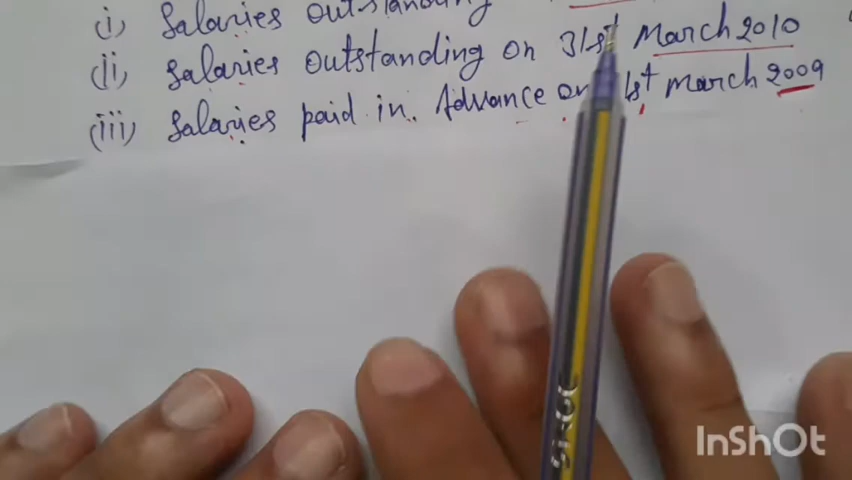 (i) Salaries Outstanding
(ii) Salaries Outstanding on 31st March 2010
(iii) Salaries paid in Advance on 1st March 2009
InShOt